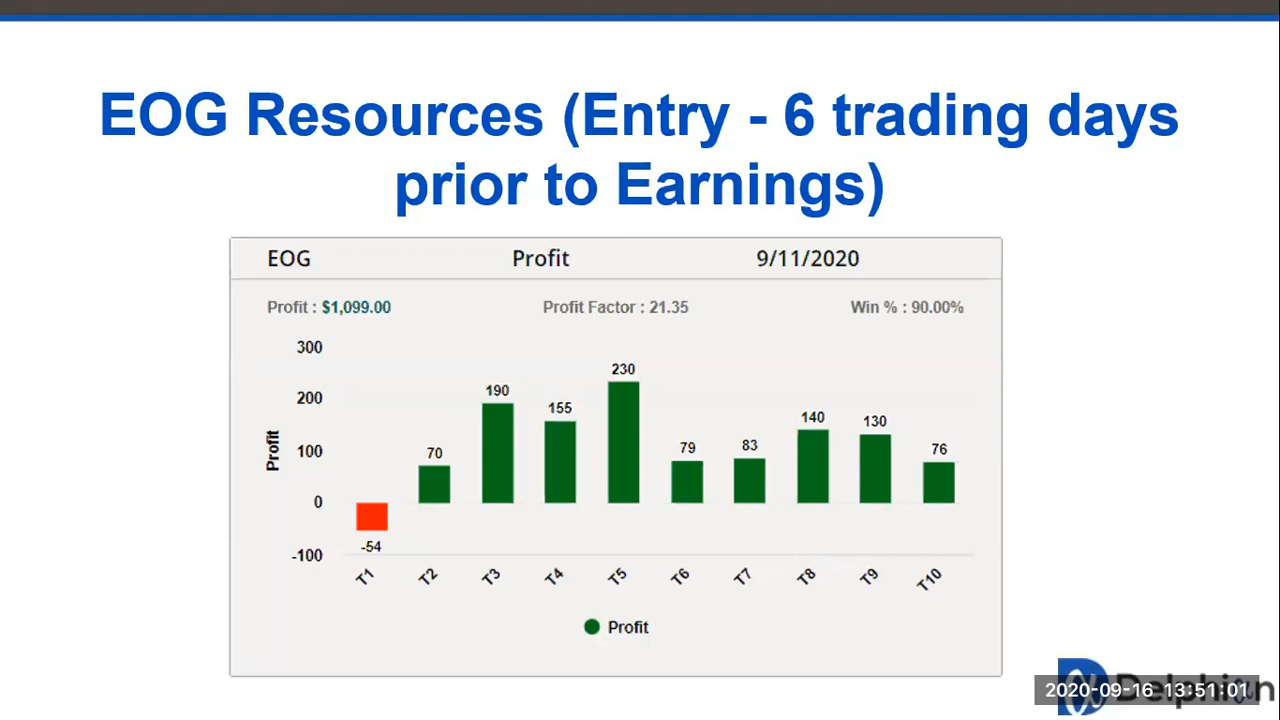 EOG Resources (Entry - 6 trading days
prior to Earnings)
EOG Profit 9/11/2020
Profit : $1,099.00 Profit Factor : 21.35 Win % : 90.00%
300
200
100
0
-100
Profit
-54 70 190 155 230 79 83 140 130 76
T1 T2 T3 T4 T5 T6 T7 T8 T9 T10
Profit
Delphian
2020-09-16 13:51:01